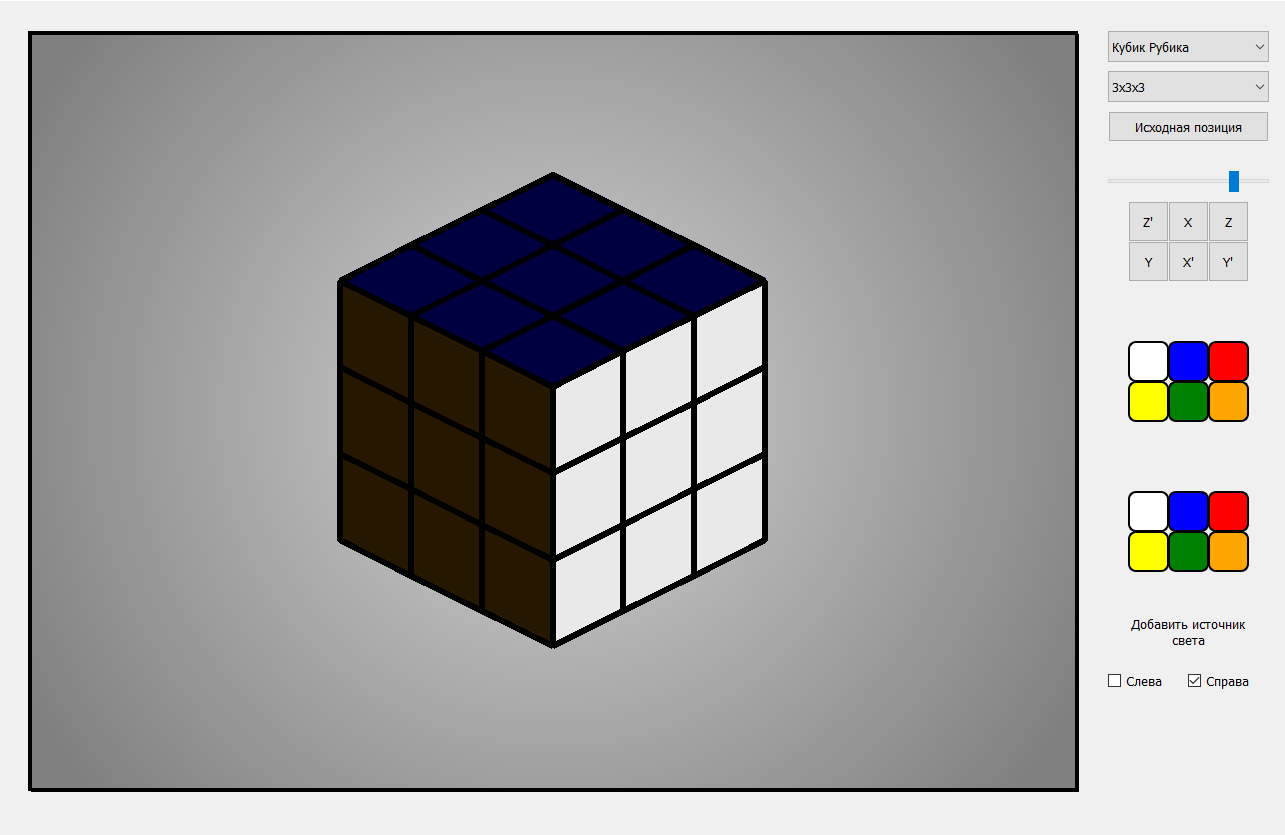 Кубик Рубика
3x3x3
Исходная позиция
Z' X Z
Y X' Y'
Добавить источник
света
Слева Справа